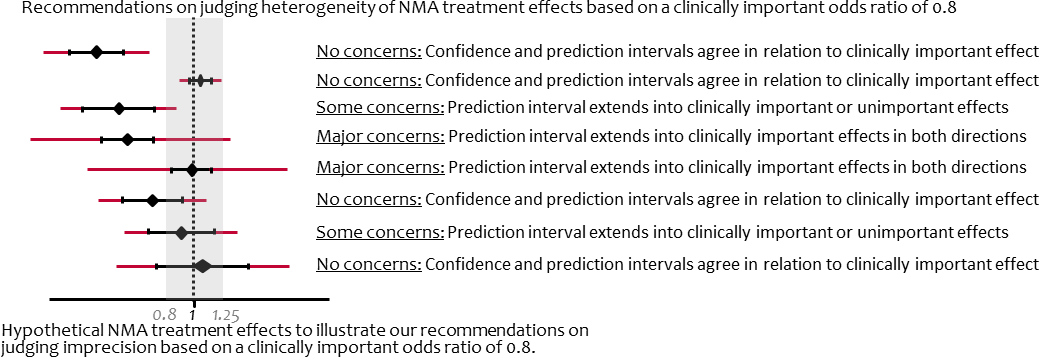 Recommendations on judging heterogeneity of NMA treatment effects based on a clinically important odds ratio of 0.8
No concerns: Confidence and prediction intervals agree in relation to clinically important effect
No concerns: Confidence and prediction intervals agree in relation to clinically important effect
Some concerns: Prediction interval extends into clinically important or unimportant effects
Major concerns: Prediction interval extends into clinically important effects in both directions
Major concerns: Prediction interval extends into clinically important effects in both directions
No concerns: Confidence and prediction intervals agree in relation to clinically important effect
Some concerns: Prediction interval extends into clinically important or unimportant effects
No concerns: Confidence and prediction intervals agree in relation to clinically important effect
0.8 1 1.25
Hypothetical NMA treatment effects to illustrate our recommendations on
judging imprecision based on a clinically important odds ratio of 0.8.